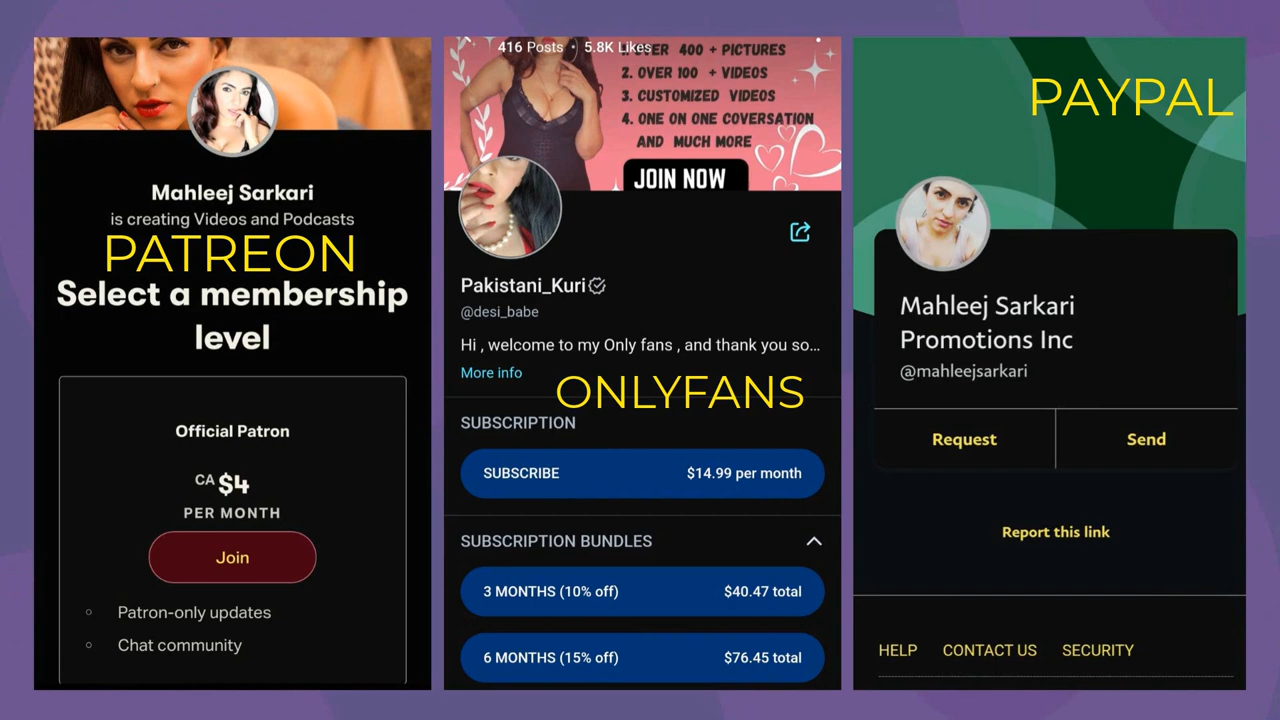 Mahleej Sarkari
is creating Videos and Podcasts
PATREON
Select a membership
level
Official Patron
CA $4
PER MONTH
Join
Patron-only updates
Chat community
416 Posts • 5.8K Likes
1. OVER 400 + PICTURES
2. OVER 100 + VIDEOS
3. CUSTOMIZED VIDEOS
4. ONE ON ONE COVERSATION
AND MUCH MORE
JOIN NOW
Pakistani_Kuri
@desi_babe
Hi , welcome to my Only fans , and thank you so...
More info
ONLYFANS
SUBSCRIPTION
SUBSCRIBE $14.99 per month
SUBSCRIPTION BUNDLES
3 MONTHS (10% off) $40.47 total
6 MONTHS (15% off) $76.45 total
PAYPAL
Mahleej Sarkari
Promotions Inc
@mahleejsarkari
Request Send
Report this link
HELP CONTACT US SECURITY